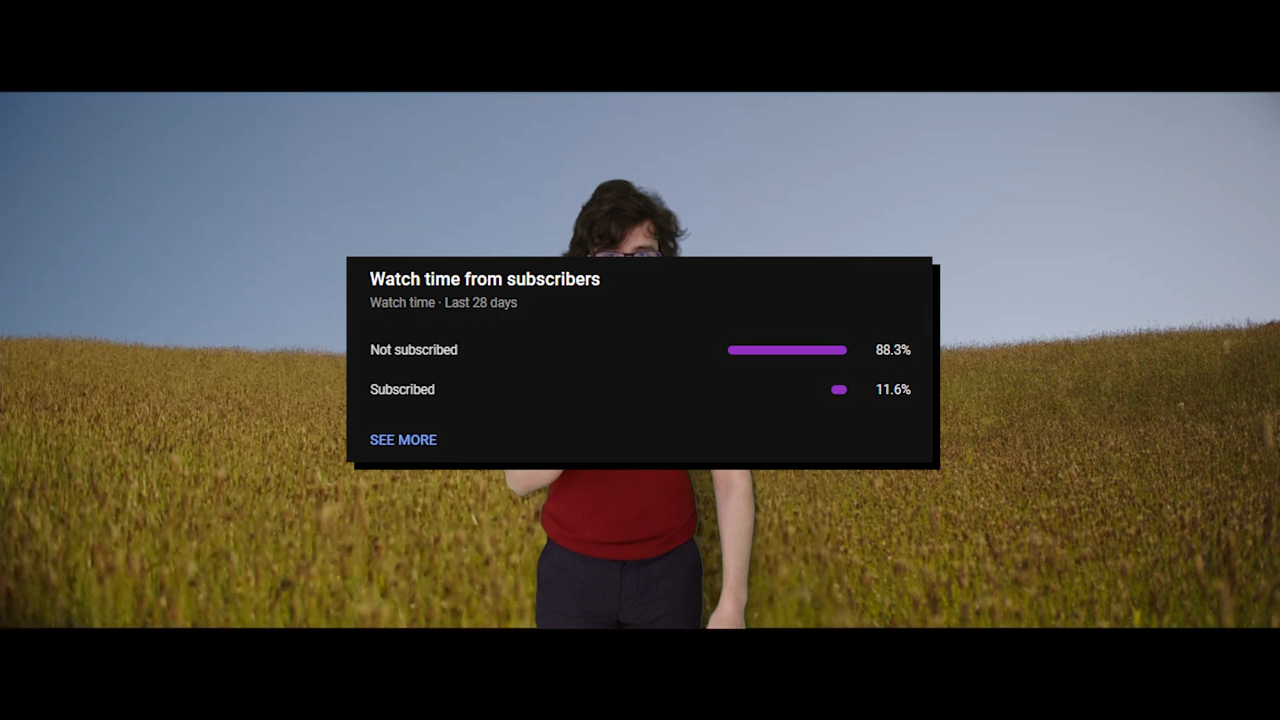 Watch time from subscribers
Watch time · Last 28 days
Not subscribed 88.3%
Subscribed 11.6%
SEE MORE